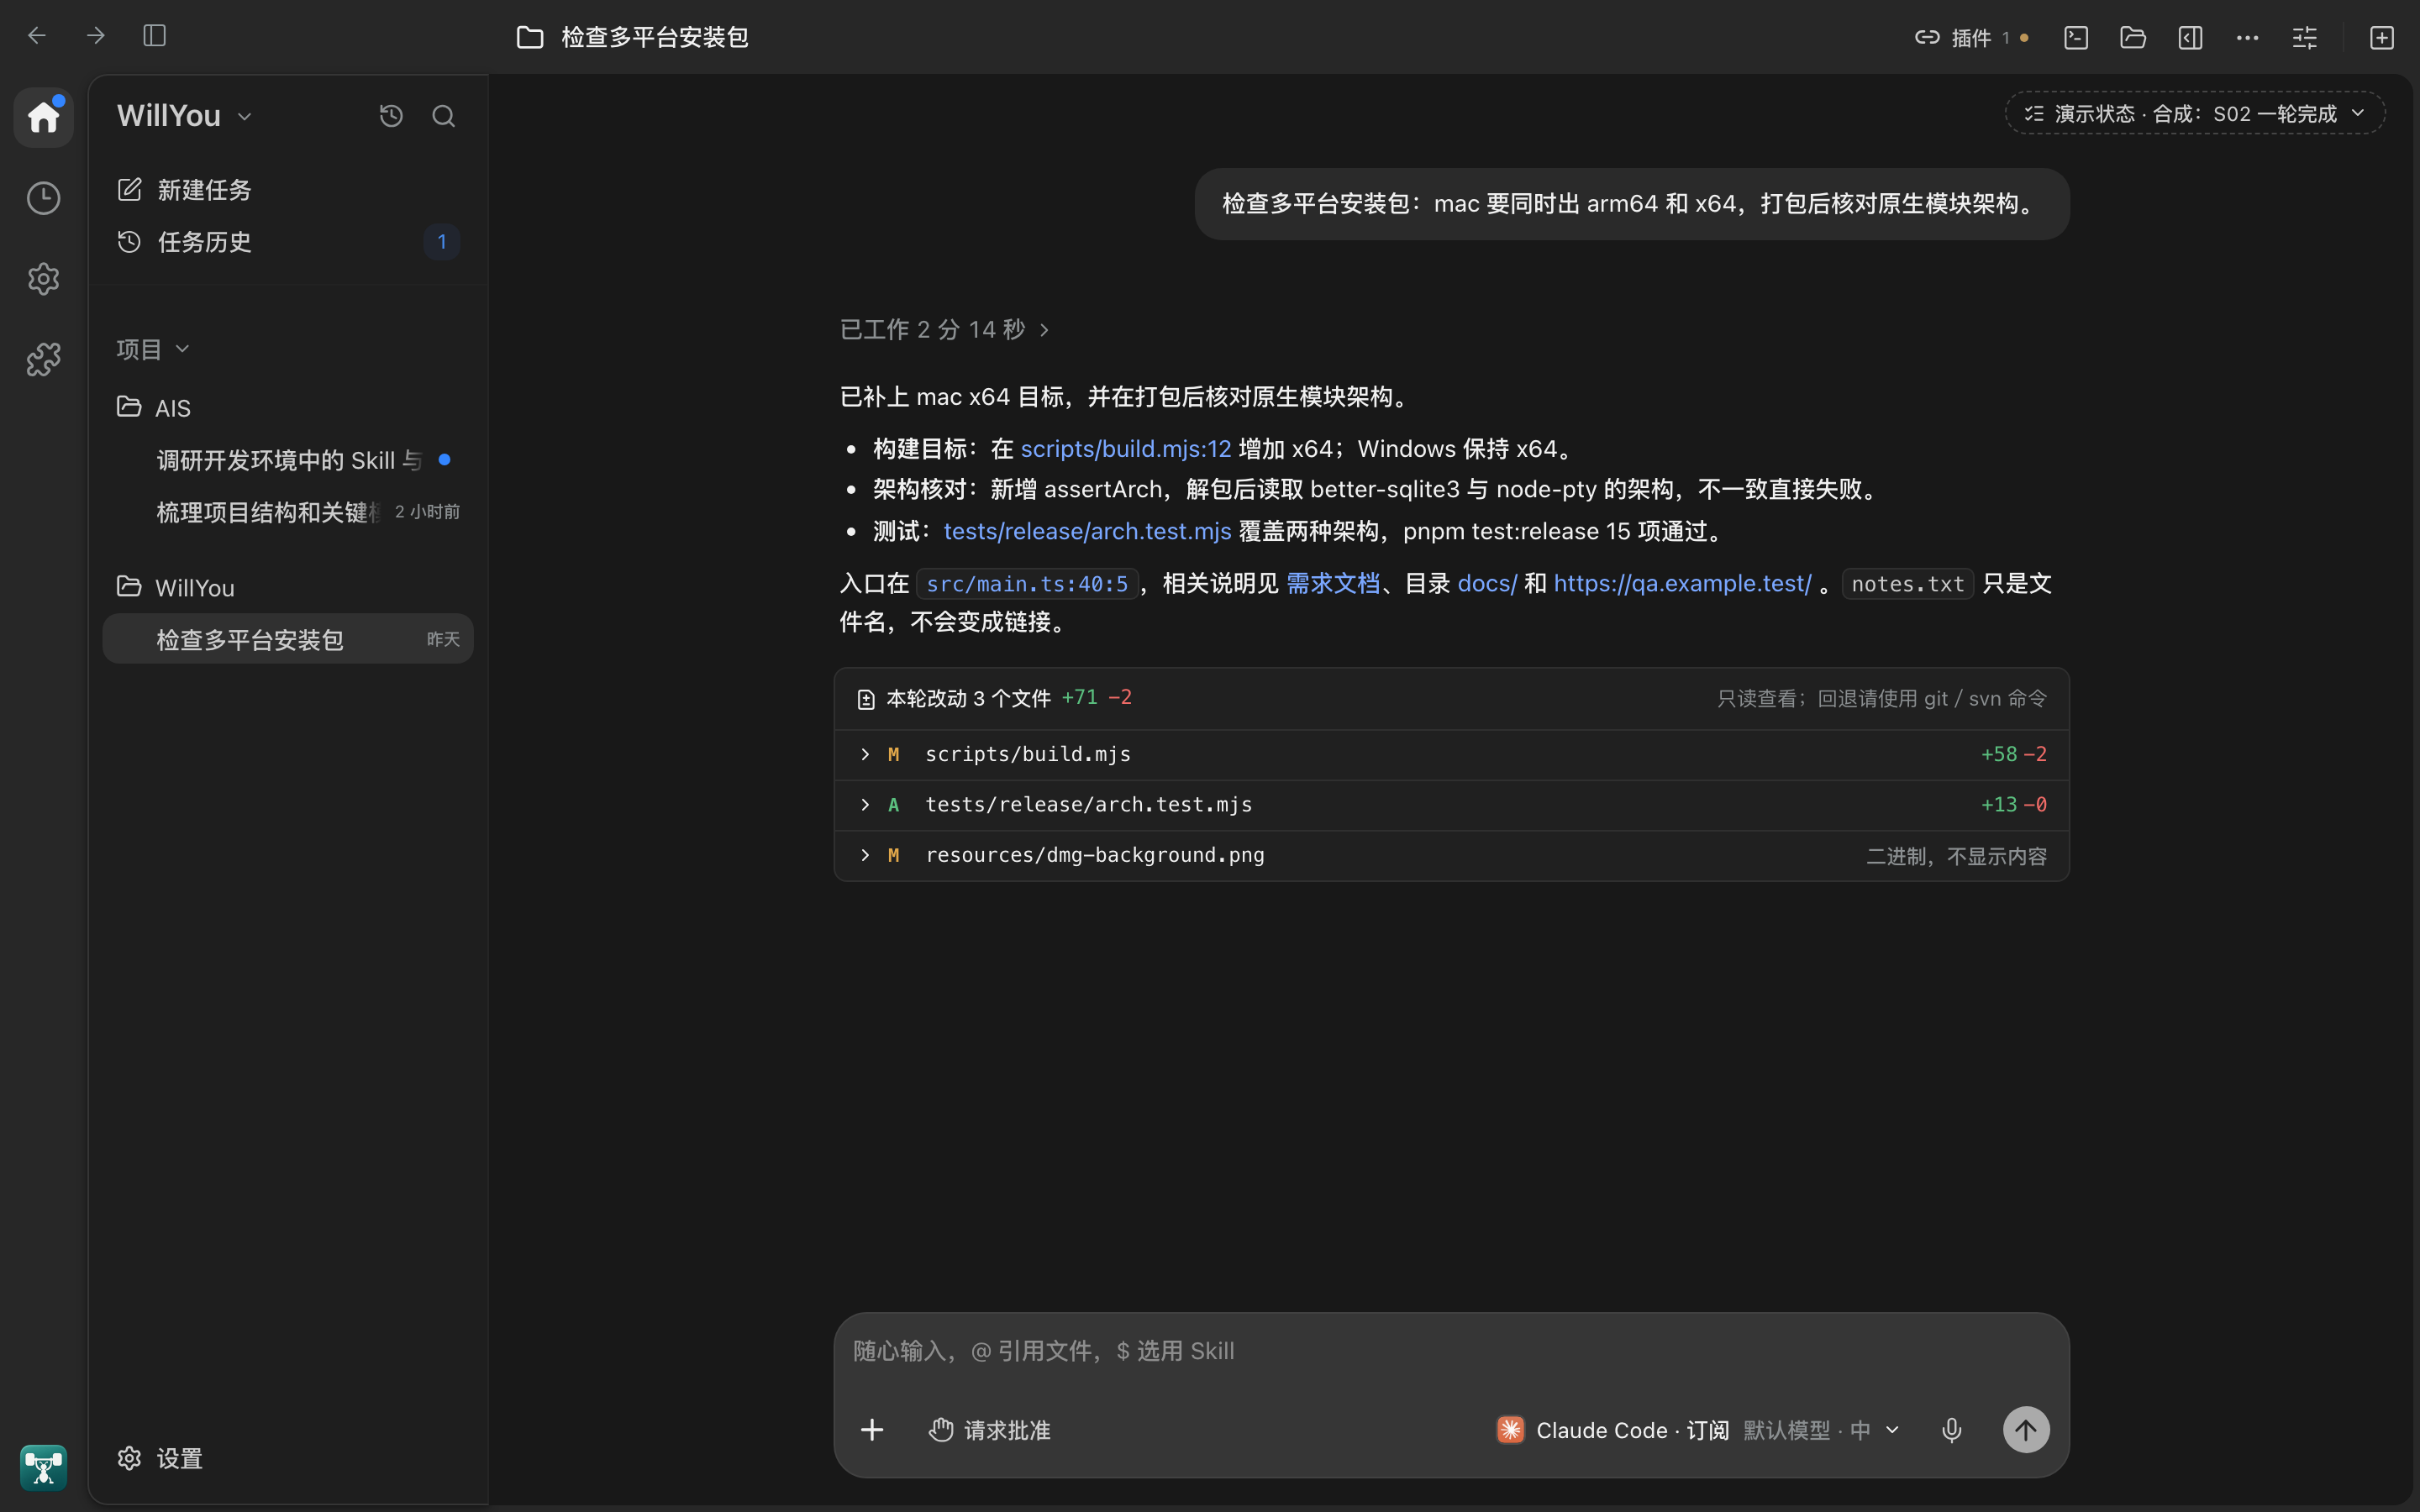 检查多平台安装包
插件 1
WillYou
演示状态 · 合成：S02 一轮完成
新建任务
任务历史 1
项目
AIS
调研开发环境中的 Skill 与
梳理项目结构和关键 2 小时前
WillYou
检查多平台安装包 昨天
设置
检查多平台安装包：mac 要同时出 arm64 和 x64，打包后核对原生模块架构。
已工作 2 分 14 秒
已补上 mac x64 目标，并在打包后核对原生模块架构。
• 构建目标：在 scripts/build.mjs:12 增加 x64；Windows 保持 x64。
• 架构核对：新增 assertArch，解包后读取 better-sqlite3 与 node-pty 的架构，不一致直接失败。
• 测试：tests/release/arch.test.mjs 覆盖两种架构，pnpm test:release 15 项通过。
入口在 src/main.ts:40:5，相关说明见 需求文档、目录 docs/ 和 https://qa.example.test/ 。notes.txt 只是文
件名，不会变成链接。
本轮改动 3 个文件 +71 −2 只读查看；回退请使用 git / svn 命令
M scripts/build.mjs +58 −2
A tests/release/arch.test.mjs +13 −0
M resources/dmg-background.png 二进制，不显示内容
随心输入，@ 引用文件，$ 选用 Skill
请求批准 Claude Code · 订阅 默认模型 · 中